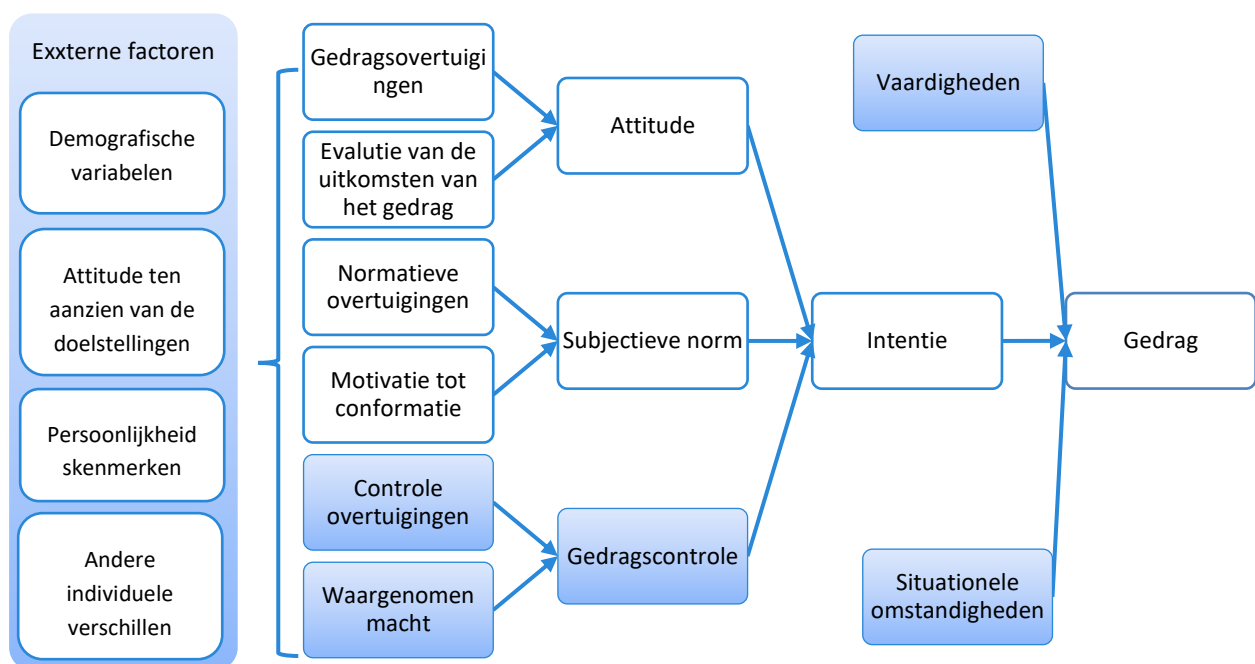 Exxterne factoren
Demografische
variabelen
Attitude ten
aanzien van de
doelstellingen
Persoonlijkheid
skenmerken
Andere
individuele
verschillen
Gedragsovertuigi
ngen
Evalutie van de
uitkomsten van
het gedrag
Normatieve
overtuigingen
Motivatie tot
conformatie
Controle
overtuigingen
Waargenomen
macht
Attitude
Subjectieve norm
Gedragscontrole
Intentie
Vaardigheden
Situationele
omstandigheden
Gedrag